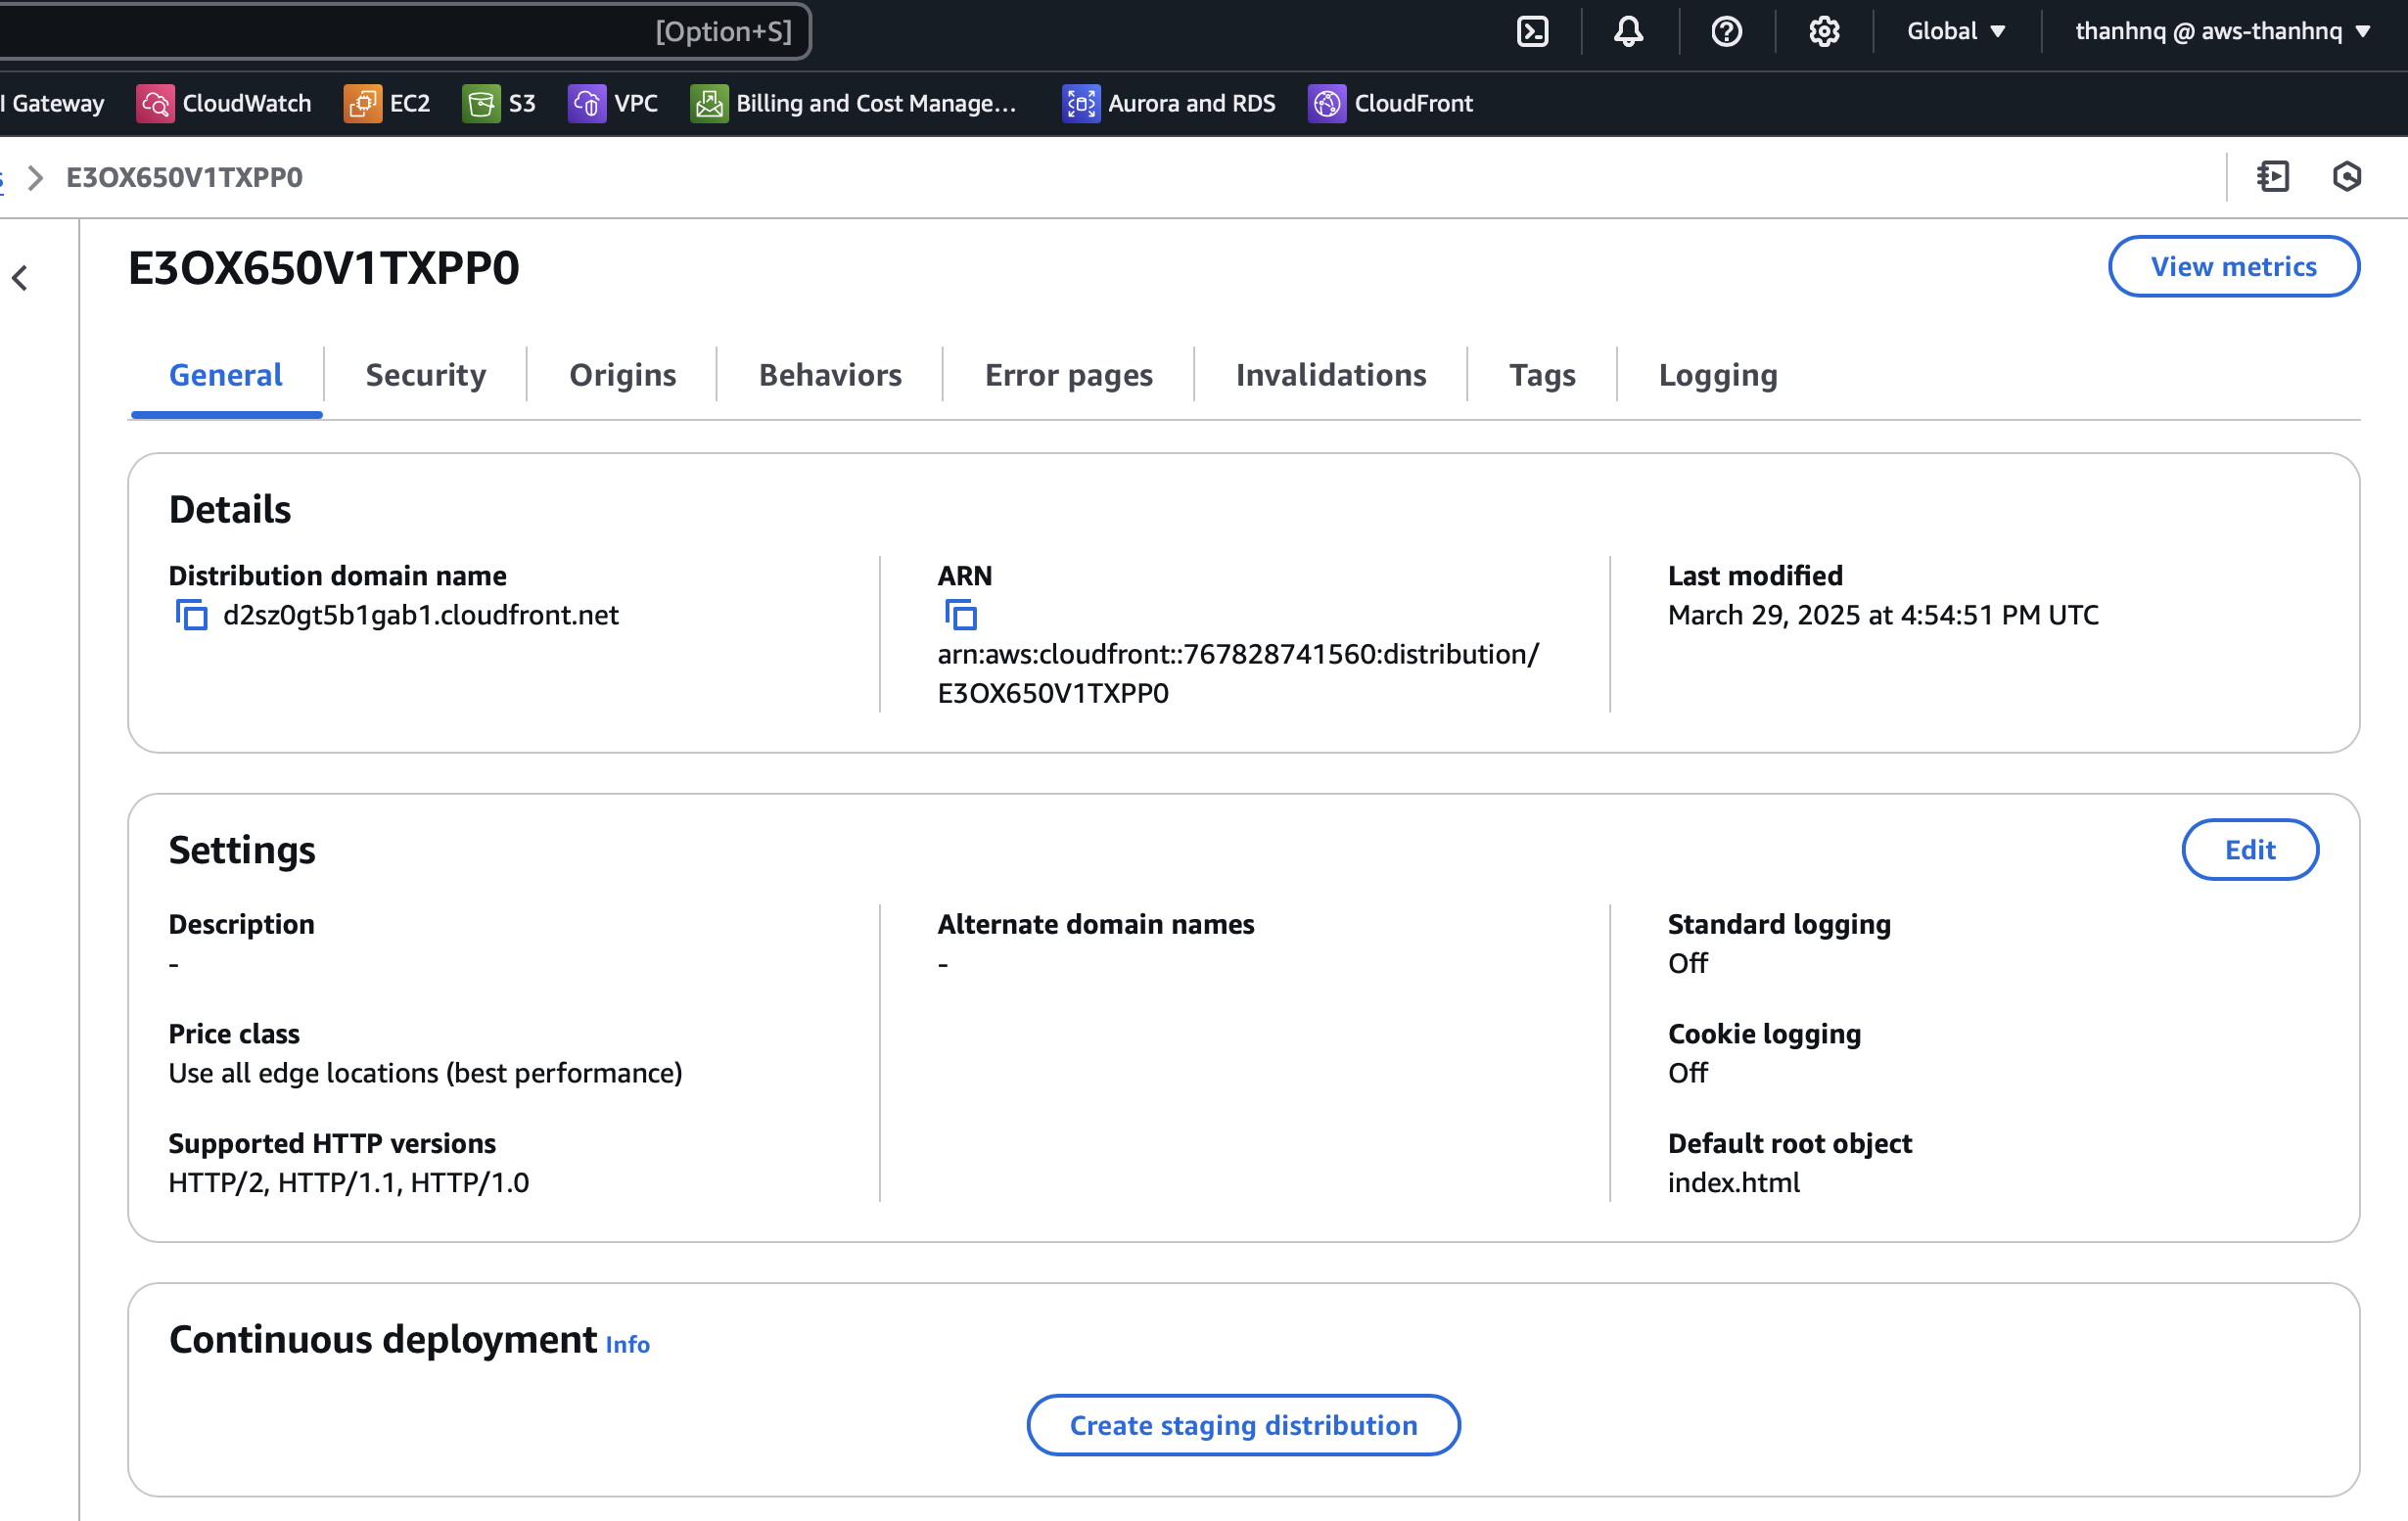 [Option+S]
Global
thanhnq @ aws-thanhnq
I Gateway
CloudWatch
EC2
S3
VPC
Billing and Cost Manage...
Aurora and RDS
CloudFront
s
E3OX650V1TXPP0
E3OX650V1TXPP0
View metrics
General
Security
Origins
Behaviors
Error pages
Invalidations
Tags
Logging
Details
Distribution domain name
d2sz0gt5b1gab1.cloudfront.net
ARN
arn:aws:cloudfront::767828741560:distribution/
E3OX650V1TXPP0
Last modified
March 29, 2025 at 4:54:51 PM UTC
Settings
Edit
Description
-
Price class
Use all edge locations (best performance)
Supported HTTP versions
HTTP/2, HTTP/1.1, HTTP/1.0
Alternate domain names
-
Standard logging
Off
Cookie logging
Off
Default root object
index.html
Continuous deployment Info
Create staging distribution